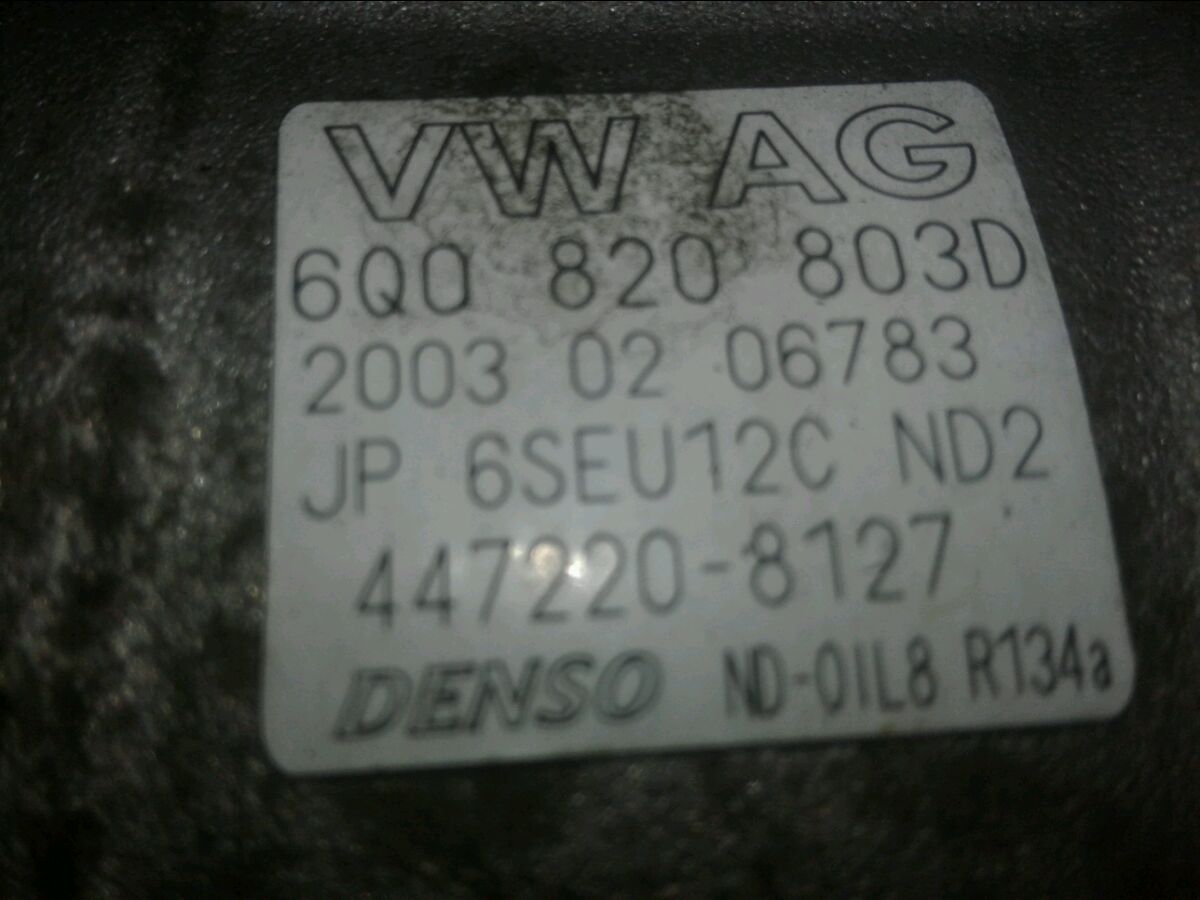 VW AG
6Q0 820 803D
2003 02 06783
JP 6SEU12C ND2
447220-8127
DENSO ND-OIL8 R134a